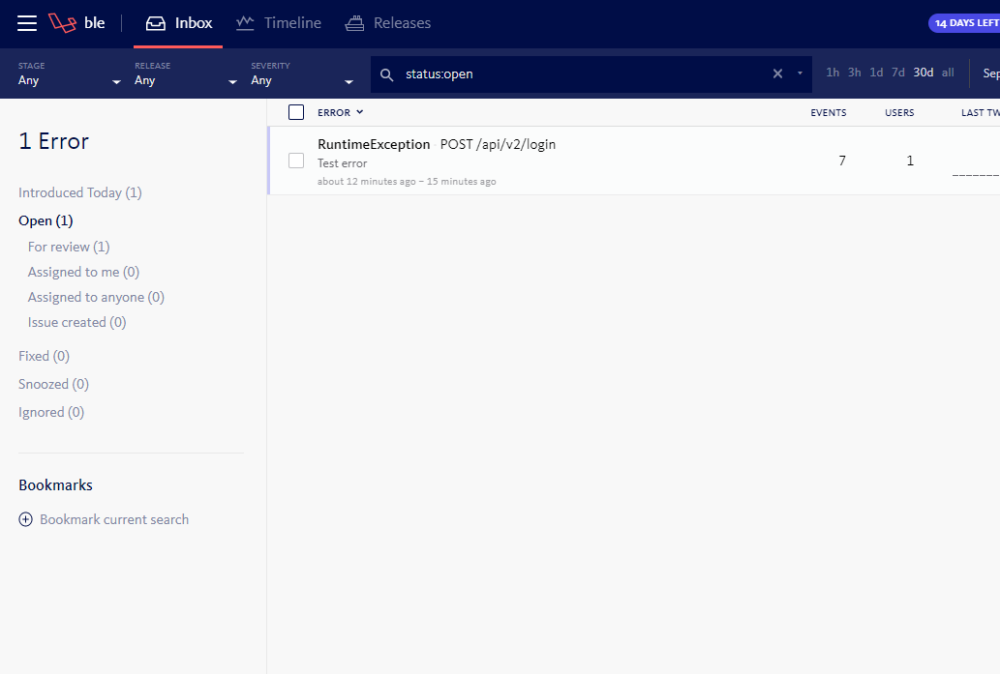 ble
Inbox
Timeline
Releases
14 DAYS LEFT
STAGE
Any
RELEASE
Any
SEVERITY
Any
status:open
1h 3h 1d 7d 30d all
Sep
1 Error
Introduced Today (1)
Open (1)
For review (1)
Assigned to me (0)
Assigned to anyone (0)
Issue created (0)
Fixed (0)
Snoozed (0)
Ignored (0)
Bookmarks
Bookmark current search
ERROR
EVENTS
USERS
LAST TW
RuntimeException POST /api/v2/login
7
1
Test error
about 12 minutes ago – 15 minutes ago